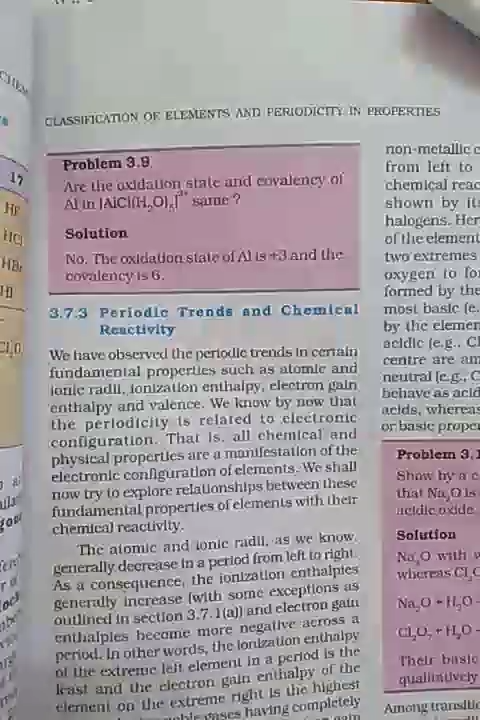 CLASSIFICATION OF ELEMENTS AND PERIODICITY IN PROPERTIES
17
HF
HCl
HBr
HI
Problem 3.9
Are the oxidation state and covalency of
Al in [AlCl(H₂O)₅]²⁺ same ?
Solution
No. The oxidation state of Al is +3 and the
covalency is 6.
3.7.3 Periodic Trends and Chemical
Reactivity
We have observed the periodic trends in certain
fundamental properties such as atomic and
ionic radii, ionization enthalpy, electron gain
enthalpy and valence. We know by now that
the periodicity is related to electronic
configuration. That is, all chemical and
physical properties are a manifestation of the
electronic configuration of elements. We shall
now try to explore relationships between these
fundamental properties of elements with their
chemical reactivity.
The atomic and ionic radii, as we know,
generally decrease in a period from left to right.
As a consequence, the ionization enthalpies
generally increase (with some exceptions as
outlined in section 3.7.1(a)) and electron gain
enthalpies become more negative across a
period. In other words, the ionization enthalpy
of the extreme left element in a period is the
least and the electron gain enthalpy of the
element on the extreme right is the highest
gases having completely
gain
non-metallic
from left to
chemical
shown by
halogens.
of the
two extremes
oxygen to
formed by the
most basic
by the
acidic (e.g.,
centre are
neutral (e.g.,
behave as
acids, whereas
or basic
Problem 3.
Show by a
that Na₂O is
acidic oxide.
Solution
Na₂O with
whereas
Na₂O + H₂O
Cl₂O₇ + H₂O
Their basic
qualitatively
Among